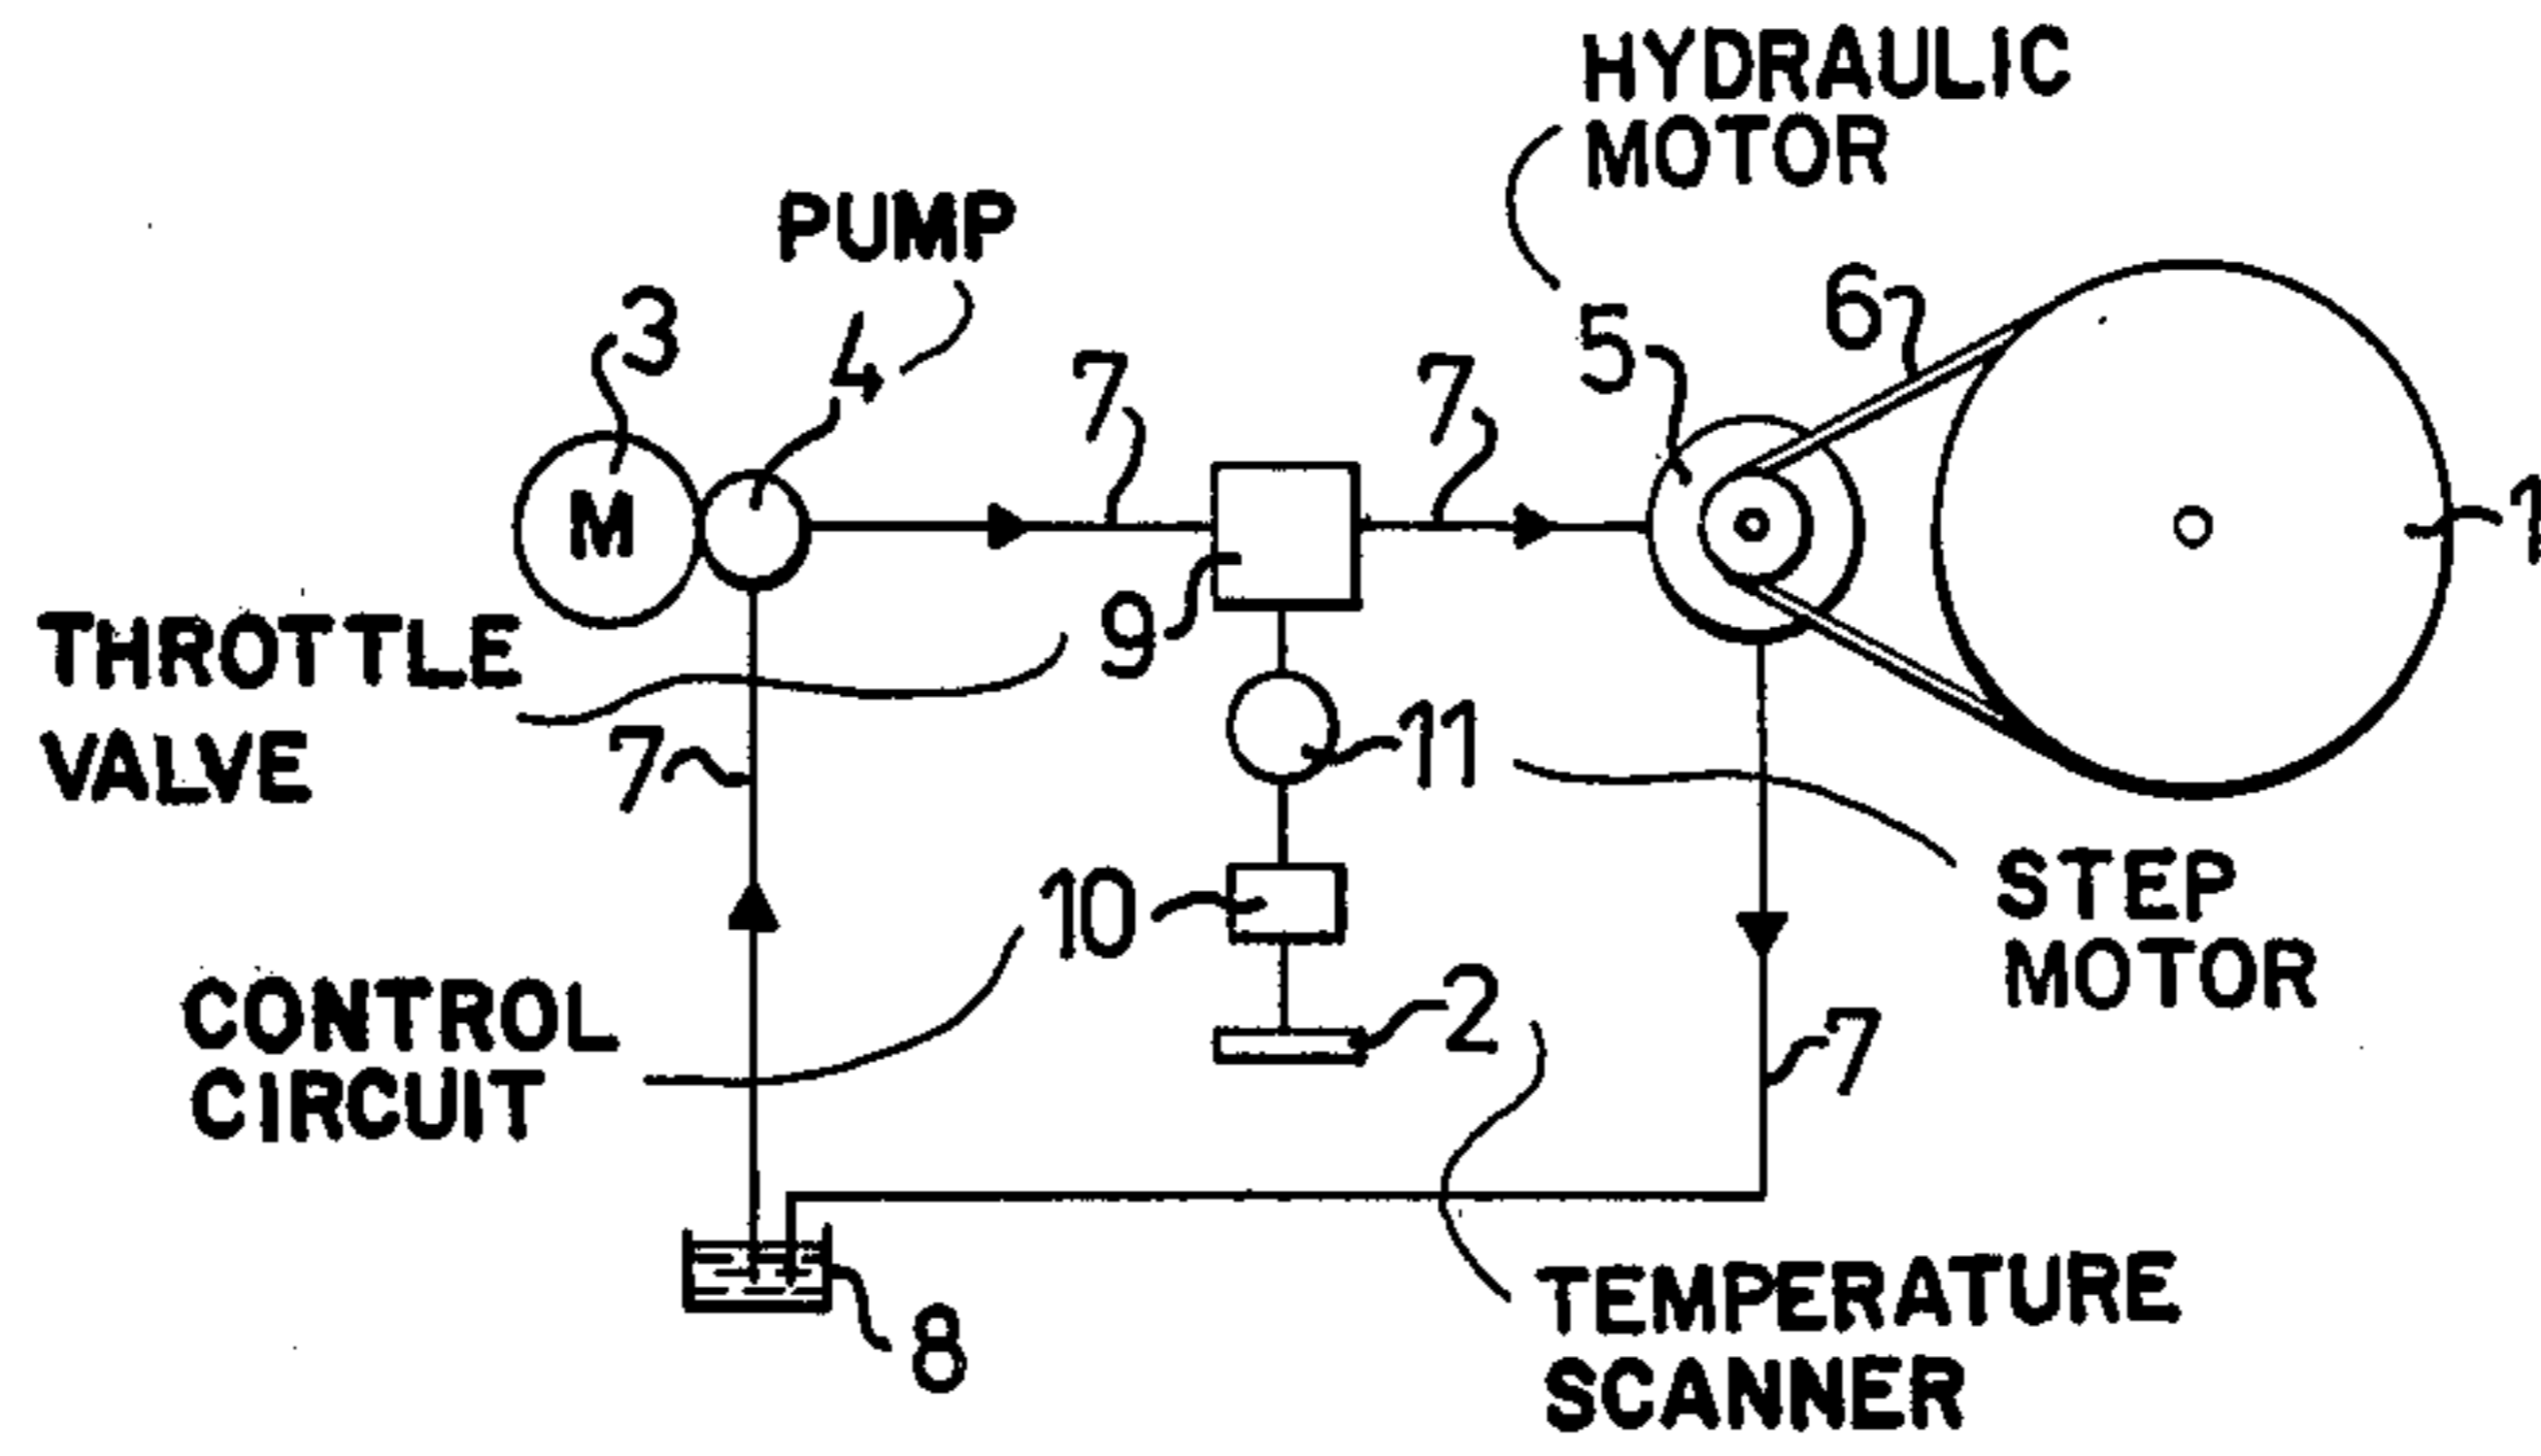 HYDRAULIC
MOTOR
PUMP
3
4
7
7
5
6
M
1
THROTTLE
VALVE
9
7
11
10
STEP
MOTOR
CONTROL
CIRCUIT
2
7
8
TEMPERATURE
SCANNER